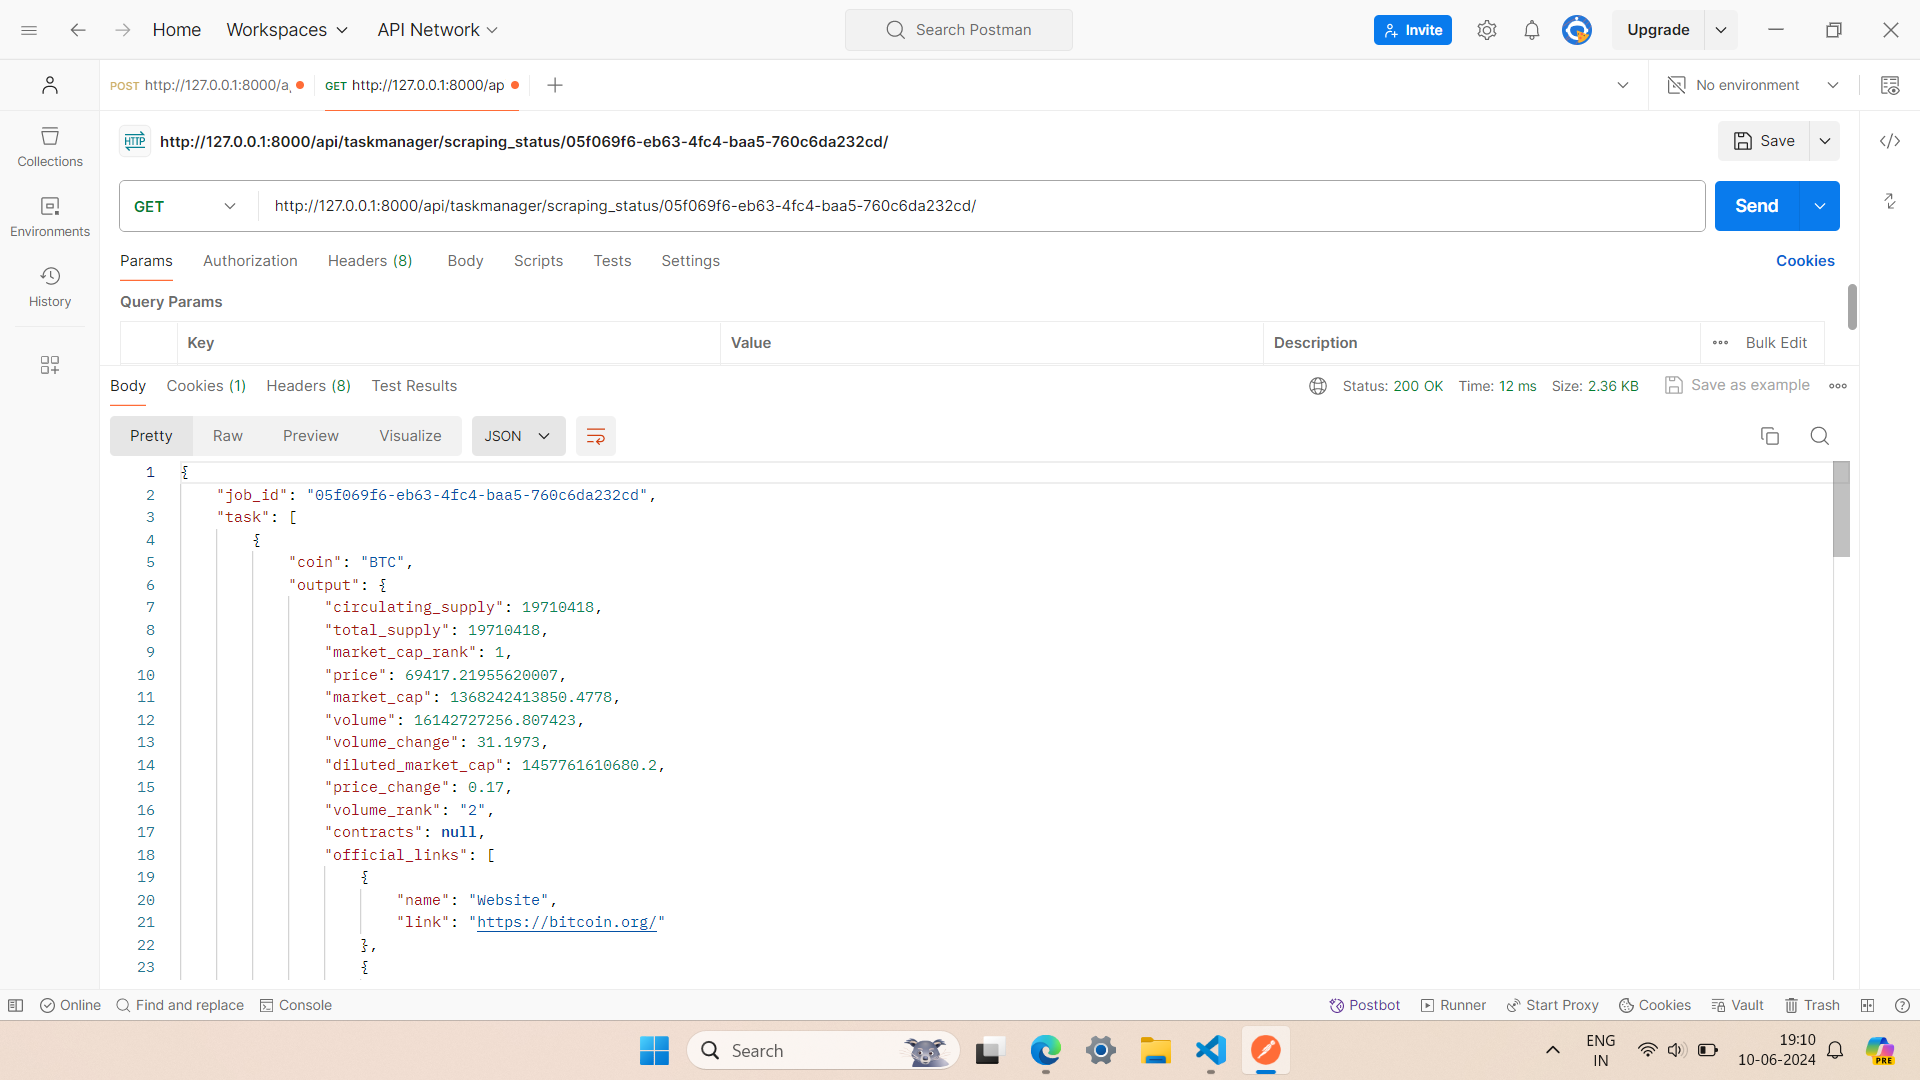 Home Workspaces API Network Search Postman Invite Upgrade
POST http://127.0.0.1:8000/a GET http://127.0.0.1:8000/ap No environment
HTTP http://127.0.0.1:8000/api/taskmanager/scraping_status/05f069f6-eb63-4fc4-baa5-760c6da232cd/ Save
Collections
GET http://127.0.0.1:8000/api/taskmanager/scraping_status/05f069f6-eb63-4fc4-baa5-760c6da232cd/ Send
Environments
Params Authorization Headers (8) Body Scripts Tests Settings Cookies
History
Query Params
Key Value Description Bulk Edit
Body Cookies (1) Headers (8) Test Results Status: 200 OK Time: 12 ms Size: 2.36 KB Save as example
Pretty Raw Preview Visualize JSON
1 {
2 "job_id": "05f069f6-eb63-4fc4-baa5-760c6da232cd",
3 "task": [
4 {
5 "coin": "BTC",
6 "output": {
7 "circulating_supply": 19710418,
8 "total_supply": 19710418,
9 "market_cap_rank": 1,
10 "price": 69417.21955620007,
11 "market_cap": 1368242413850.4778,
12 "volume": 16142727256.807423,
13 "volume_change": 31.1973,
14 "diluted_market_cap": 1457761610680.2,
15 "price_change": 0.17,
16 "volume_rank": "2",
17 "contracts": null,
18 "official_links": [
19 {
20 "name": "Website",
21 "link": "https://bitcoin.org/"
22 },
23 {
Online Find and replace Console Postbot Runner Start Proxy Cookies Vault Trash
Search ENG 19:10
IN 10-06-2024
PRE